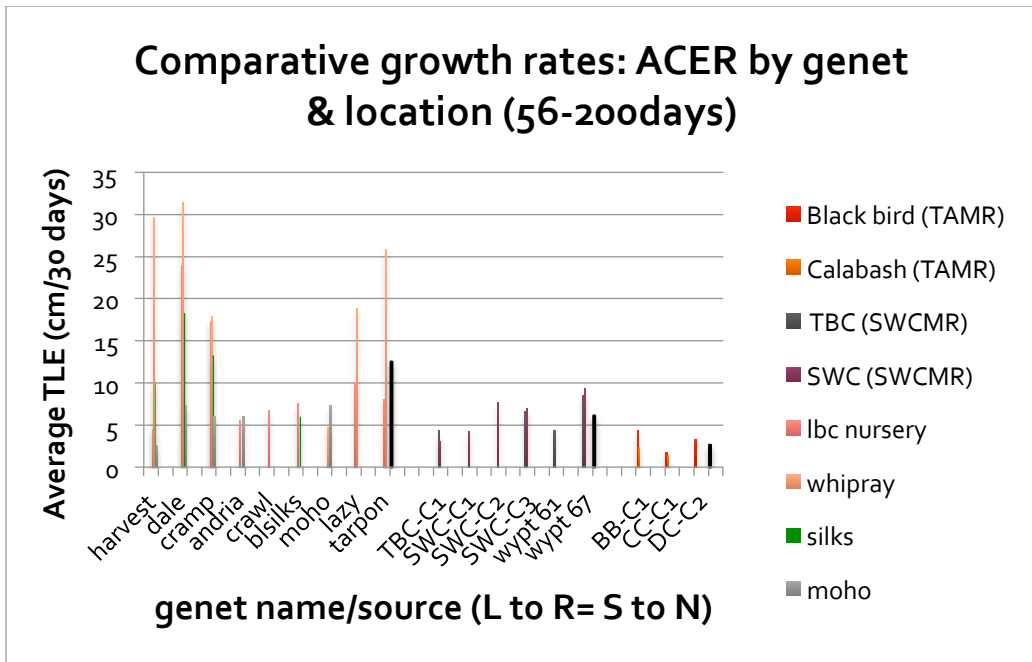 Comparative growth rates: ACER by genet
& location (56-200days)
Average TLE (cm/30 days)
35
30
25
20
15
10
5
0
harvest
dale
cramp
andria
crawl
blsilks
moho
lazy
tarpon
TBC-C1
SWC-C1
SWC-C2
SWC-C3
wypt 61
wypt 67
BB-C1
CC-C1
DC-C2
genet name/source (L to R= S to N)
Black bird (TAMR)
Calabash (TAMR)
TBC (SWCMR)
SWC (SWCMR)
lbc nursery
whipray
silks
moho